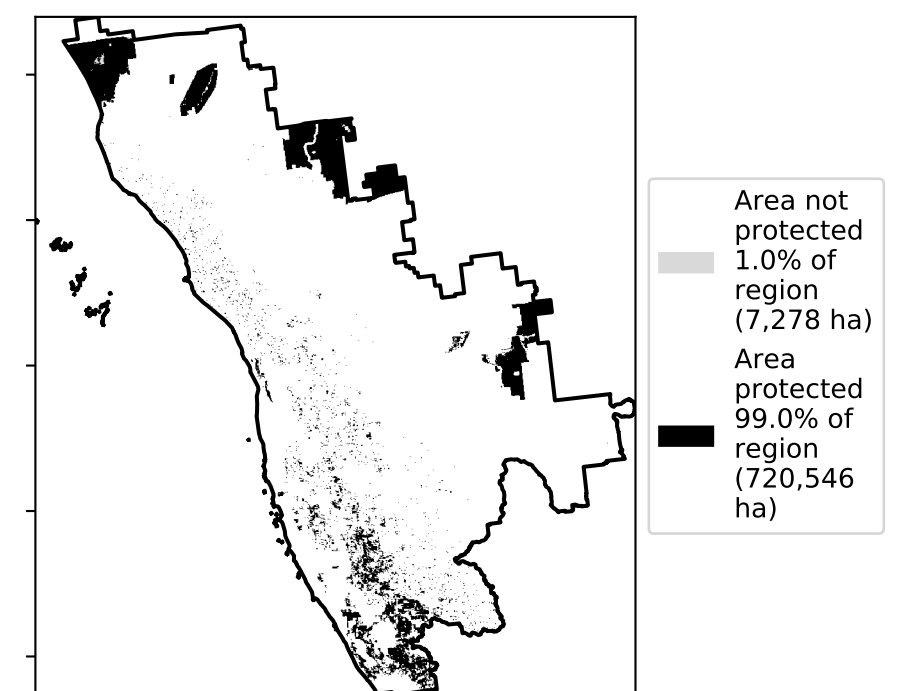 Area not
protected
1.0% of
region
(7,278 ha)
Area
protected
99.0% of
region
(720,546
ha)